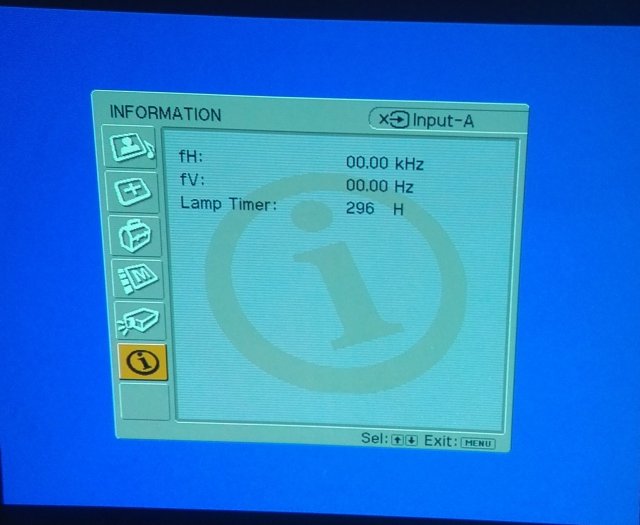 INFORMATION
Input-A
fH: 00.00 kHz
fV: 00.00 Hz
Lamp Timer: 296 H
M
i
i
Sel: Exit: MENU